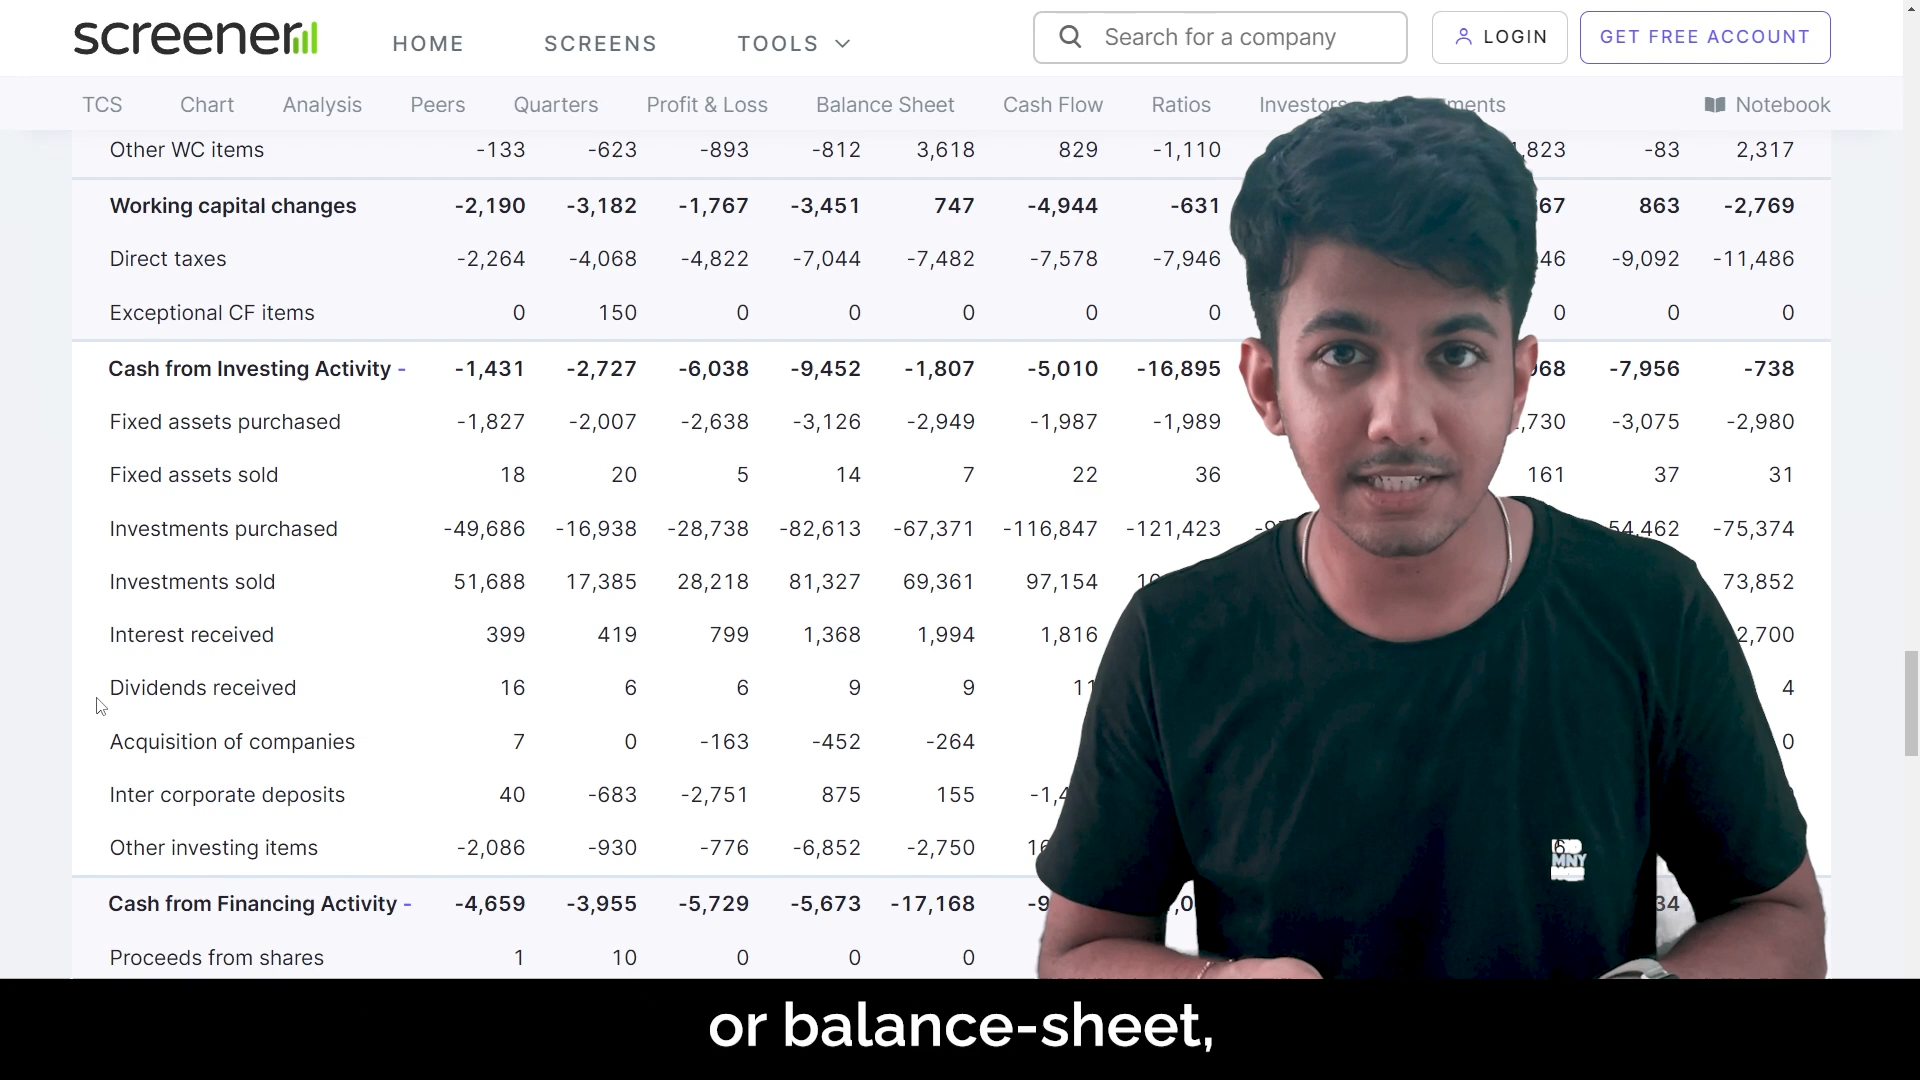 screener
HOME SCREENS TOOLS Search for a company LOGIN GET FREE ACCOUNT
TCS Chart Analysis Peers Quarters Profit & Loss Balance Sheet Cash Flow Ratios Investors Notebook
Other WC items -133 -623 -893 -812 3,618 829 -1,110 -83 2,317
Working capital changes -2,190 -3,182 -1,767 -3,451 747 -4,944 -631 863 -2,769
Direct taxes -2,264 -4,068 -4,822 -7,044 -7,482 -7,578 -7,946 -9,092 -11,486
Exceptional CF items 0 150 0 0 0 0 0 0 0 0
Cash from Investing Activity - -1,431 -2,727 -6,038 -9,452 -1,807 -5,010 -16,895 -7,956 -738
Fixed assets purchased -1,827 -2,007 -2,638 -3,126 -2,949 -1,987 -1,989 -3,075 -2,980
Fixed assets sold 18 20 5 14 7 22 36 161 37 31
Investments purchased -49,686 -16,938 -28,738 -82,613 -67,371 -116,847 -121,423 -75,374
Investments sold 51,688 17,385 28,218 81,327 69,361 97,154 73,852
Interest received 399 419 799 1,368 1,994 1,816 2,700
Dividends received 16 6 6 9 9 11 4
Acquisition of companies 7 0 -163 -452 -264 0
Inter corporate deposits 40 -683 -2,751 875 155
Other investing items -2,086 -930 -776 -6,852 -2,750
MNY
Cash from Financing Activity - -4,659 -3,955 -5,729 -5,673 -17,168
Proceeds from shares 1 10 0 0 0
or balance-sheet,